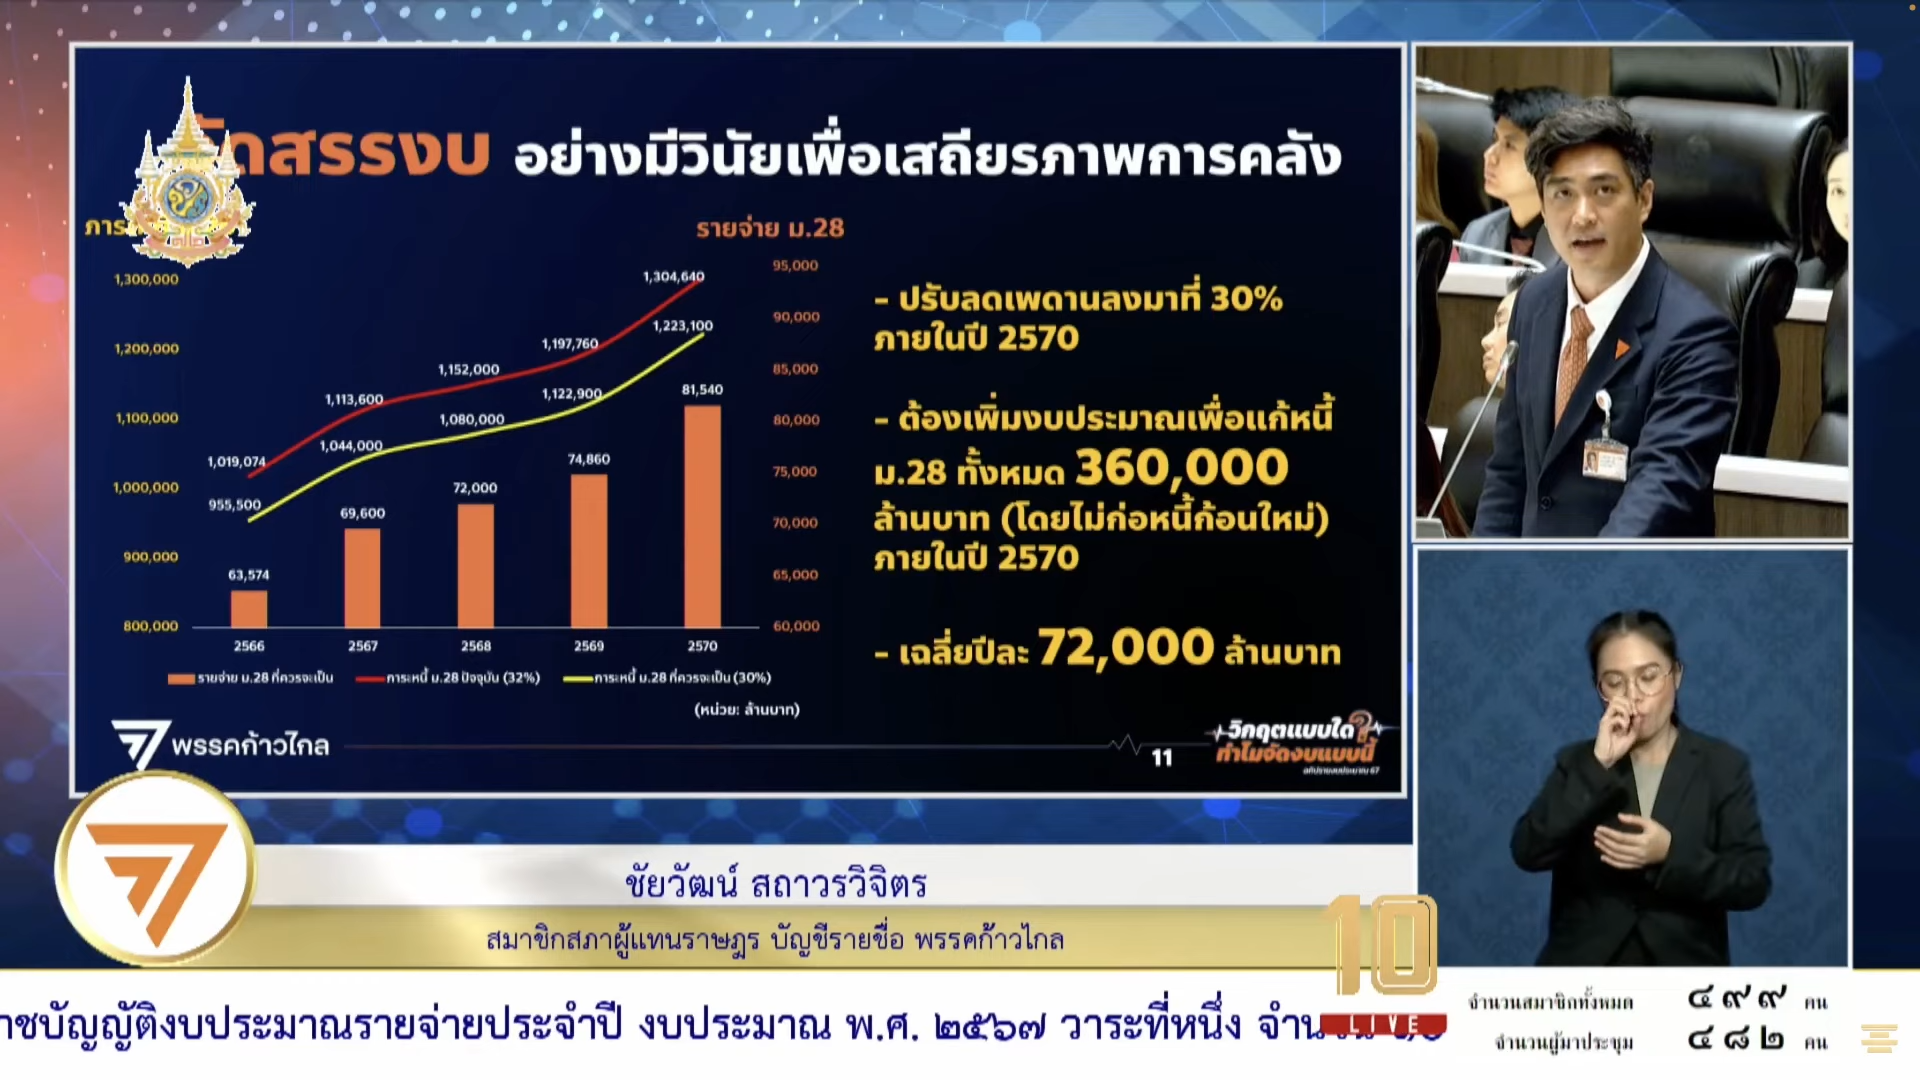 จัดสรรงบ อย่างมีวินัยเพื่อเสถียรภาพการคลัง
รายจ่าย ม.28
1,300,000
1,200,000
1,100,000
1,000,000
900,000
800,000
95,000
90,000
85,000
80,000
75,000
70,000
65,000
60,000
1,019,074
1,113,600
1,152,000
1,197,760
1,304,640
955,500
1,044,000
1,080,000
1,122,900
1,223,100
63,574
69,600
72,000
74,860
81,540
2566 2567 2568 2569 2570
รายจ่าย ม.28 ที่ควรจะเป็น ภาระหนี้ ม.28 ปัจจุบัน (32%) ภาระหนี้ ม.28 ที่ควรจะเป็น (30%)
(หน่วย: ล้านบาท)
- ปรับลดเพดานลงมาที่ 30%
ภายในปี 2570
- ต้องเพิ่มงบประมาณเพื่อแก้หนี้
ม.28 ทั้งหมด 360,000
ล้านบาท (โดยไม่ก่อหนี้ก้อนใหม่)
ภายในปี 2570
- เฉลี่ยปีละ 72,000 ล้านบาท
พรรคก้าวไกล
11
วิกฤตแบบใด?
ทำไมจัดงบแบบนี้
อภิปรายงบประมาณ 67
ชัยวัฒน์ สถาวรวิจิตร
สมาชิกสภาผู้แทนราษฎร บัญชีรายชื่อ พรรคก้าวไกล
10
LIVE
าชบัญญัติงบประมาณรายจ่ายประจำปี งบประมาณ พ.ศ. ๒๕๖๗ วาระที่หนึ่ง
จำนวนสมาชิกทั้งหมด ๔๙๙ คน
จำนวนผู้มาประชุม ๔๘๒ คน